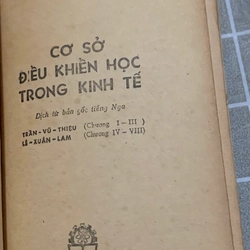 CƠ SỞ
ĐIỀU KHIỂN HỌC
TRONG KINH TẾ
Dịch từ bản gốc tiếng Nga
TRẦN - VŨ - THIỆU (Chương I - III)
LÊ - XUÂN - LAM (Chương IV - VIII)